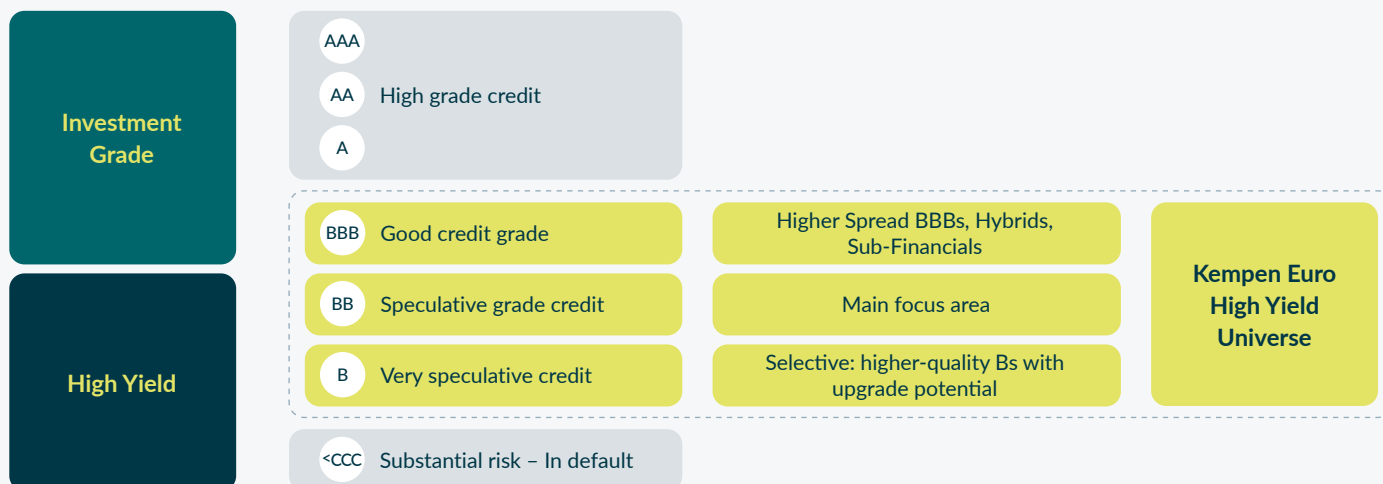 Investment
Grade
AAA
AA
High grade credit
A
BBB
Good credit grade
Higher Spread BBBs, Hybrids,
Sub-Financials
High Yield
BB
Speculative grade credit
Main focus area
B
Very speculative credit
Selective: higher-quality Bs with
upgrade potential
Kempen Euro
High Yield
Universe
<CCC
Substantial risk – In default